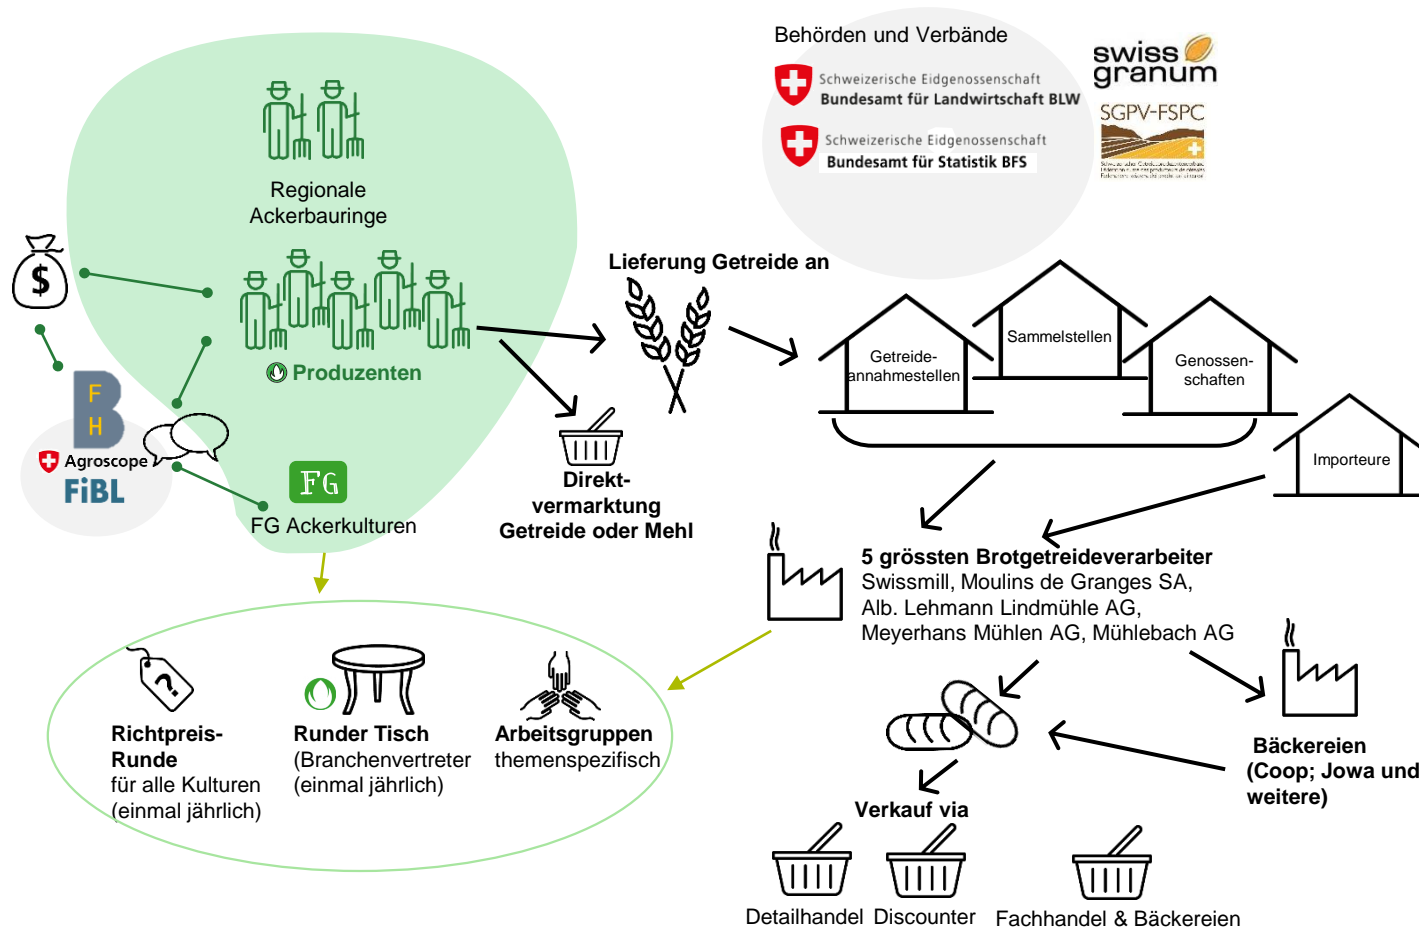 Behörden und Verbände
Schweizerische Eidgenossenschaft
Bundesamt für Landwirtschaft BLW
Schweizerische Eidgenossenschaft
Bundesamt für Statistik BFS
swiss
granum
SGPV-FSPC
Regionale
Ackerbauringe
$
Produzenten
B
F
H
Agroscope
FiBL
FG
FG Ackerkulturen
Lieferung Getreide an
Direkt-
vermarktung
Getreide oder Mehl
Getreide-
annahmestellen
Sammelstellen
Genossen-
schaften
Importeure
5 grössten Brotgetreideverarbeiter
Swissmill, Moulins de Granges SA,
Alb. Lehmann Lindmühle AG,
Meyerhans Mühlen AG, Mühlebach AG
?
Richtpreis-
Runde
für alle Kulturen
(einmal jährlich)
Runder Tisch
(Branchenvertreter
(einmal jährlich)
Arbeitsgruppen
themenspezifisch
Bäckereien
(Coop; Jowa und
weitere)
Verkauf via
Detailhandel
Discounter
Fachhandel & Bäckereien